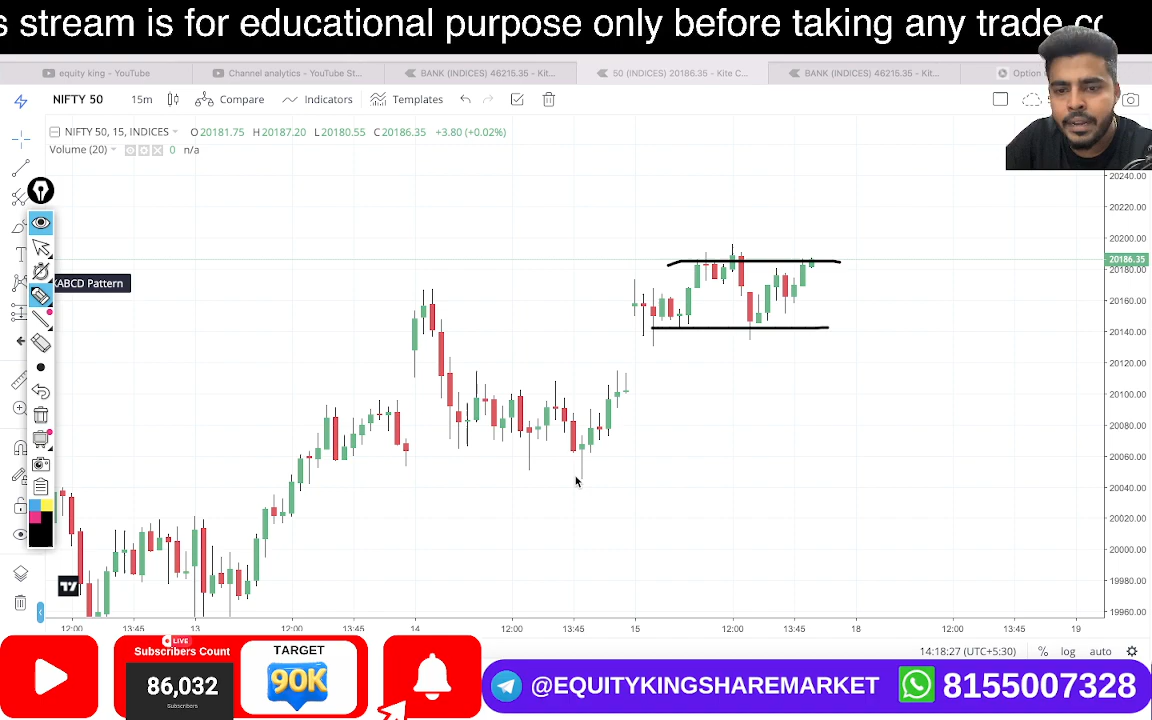 s stream is for educational purpose only before taking any trade co
equity king - YouTube
Channel analytics - YouTube St...
BANK (INDICES) 46215.35 - Kit...
50 (INDICES) 20186.35 - Kite C...
BANK (INDICES) 46215.35 - Kit...
Option
NIFTY 50
15m
Compare
Indicators
Templates
NIFTY 50, 15, INDICES
O20181.75 H20187.20 L20180.55 C20186.35 +3.80 (+0.02%)
Volume (20)
0 n/a
XABCD Pattern
20240.00
20220.00
20200.00
20186.35
20180.00
20160.00
20140.00
20120.00
20100.00
20080.00
20060.00
20040.00
20020.00
20000.00
19980.00
19960.00
12:00 13:45 13 12:00 13:45 14 12:00 13:45 15 12:00 13:45 18 12:00 13:45 19
14:18:27 (UTC+5:30) % log auto
LIVE
Subscribers Count
86,032
Subscribers
TARGET
90K
@EQUITYKINGSHAREMARKET
8155007328